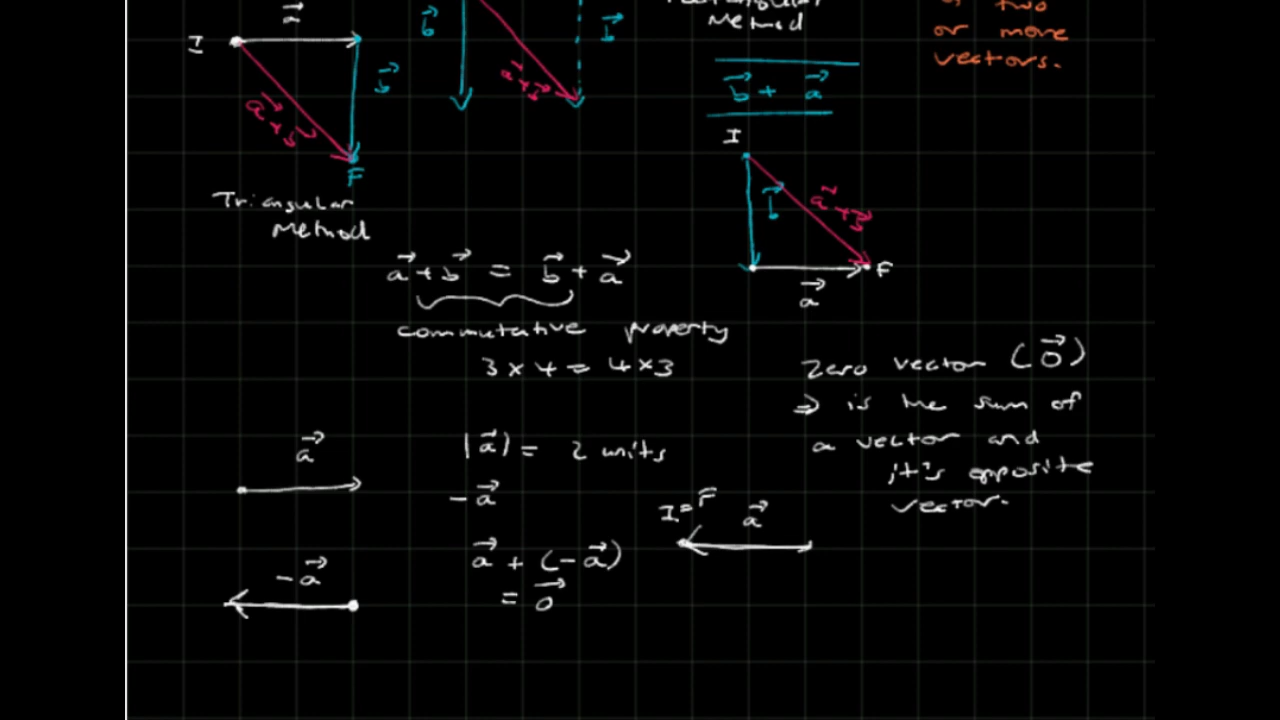 I
a⃗
b⃗
a⃗+b⃗
F
Triangular
Method
b⃗
a⃗+b⃗
b⃗
Method
b⃗ + a⃗
I
b⃗
a⃗+b⃗
a⃗
F
two
or more
vectors.
a⃗ + b⃗ = b⃗ + a⃗
commutative property
3 × 4 = 4 × 3
Zero vector (0⃗)
⇒ is the sum of
a vector and
it's opposite
vector.
a⃗
|a⃗| = 2 units
-a⃗
I=F a⃗
a⃗ + (-a⃗)
= 0⃗
-a⃗